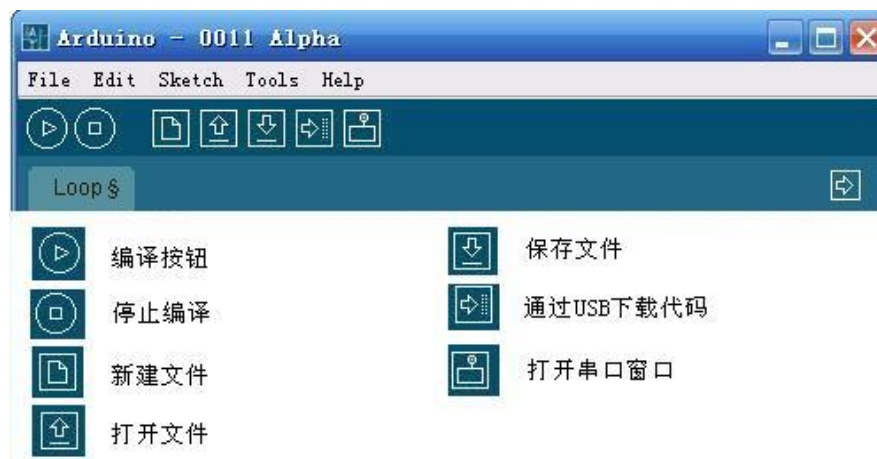 Arduino - 0011 Alpha
File Edit Sketch Tools Help
Loop §
编译按钮
停止编译
新建文件
打开文件
保存文件
通过USB下载代码
打开串口窗口